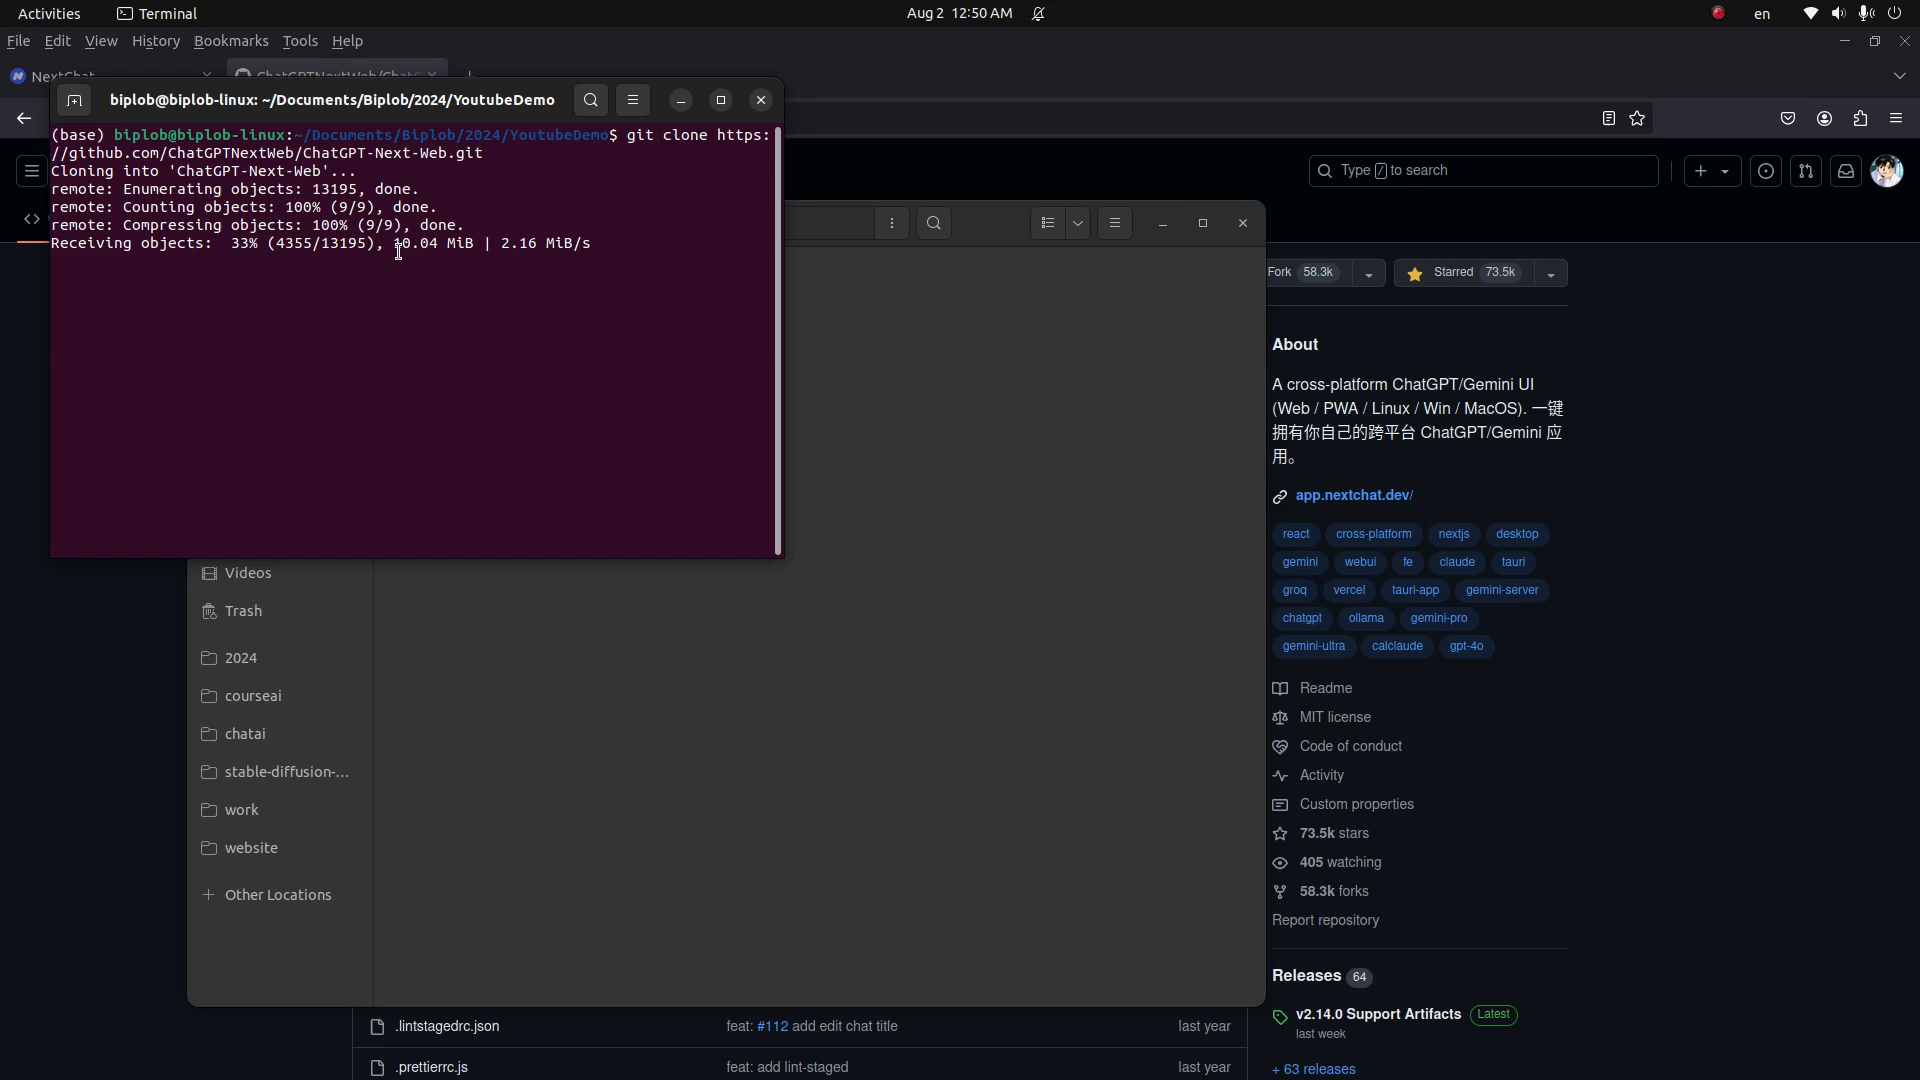 Activities
Terminal
Aug 2 12:50 AM
en
File Edit View History Bookmarks Tools Help
NextChat
ChatGPTNextWeb/Chat
biplob@biplob-linux: ~/Documents/Biplob/2024/YoutubeDemo
(base) biplob@biplob-linux:~/Documents/Biplob/2024/YoutubeDemo$ git clone https:
//github.com/ChatGPTNextWeb/ChatGPT-Next-Web.git
Cloning into 'ChatGPT-Next-Web'...
remote: Enumerating objects: 13195, done.
remote: Counting objects: 100% (9/9), done.
remote: Compressing objects: 100% (9/9), done.
Receiving objects:  33% (4355/13195), 10.04 MiB | 2.16 MiB/s
Type / to search
Fork 58.3k
Starred 73.5k
About
A cross-platform ChatGPT/Gemini UI
(Web / PWA / Linux / Win / MacOS). 一键
拥有你自己的跨平台 ChatGPT/Gemini 应
用。
app.nextchat.dev/
react cross-platform nextjs desktop
gemini webui fe claude tauri
groq vercel tauri-app gemini-server
chatgpt ollama gemini-pro
gemini-ultra calclaude gpt-4o
Readme
MIT license
Code of conduct
Activity
Custom properties
73.5k stars
405 watching
58.3k forks
Report repository
Releases 64
v2.14.0 Support Artifacts Latest
last week
+ 63 releases
Videos
Trash
2024
courseai
chatai
stable-diffusion-...
work
website
+ Other Locations
.lintstagedrc.json feat: #112 add edit chat title last year
.prettierrc.js feat: add lint-staged last year